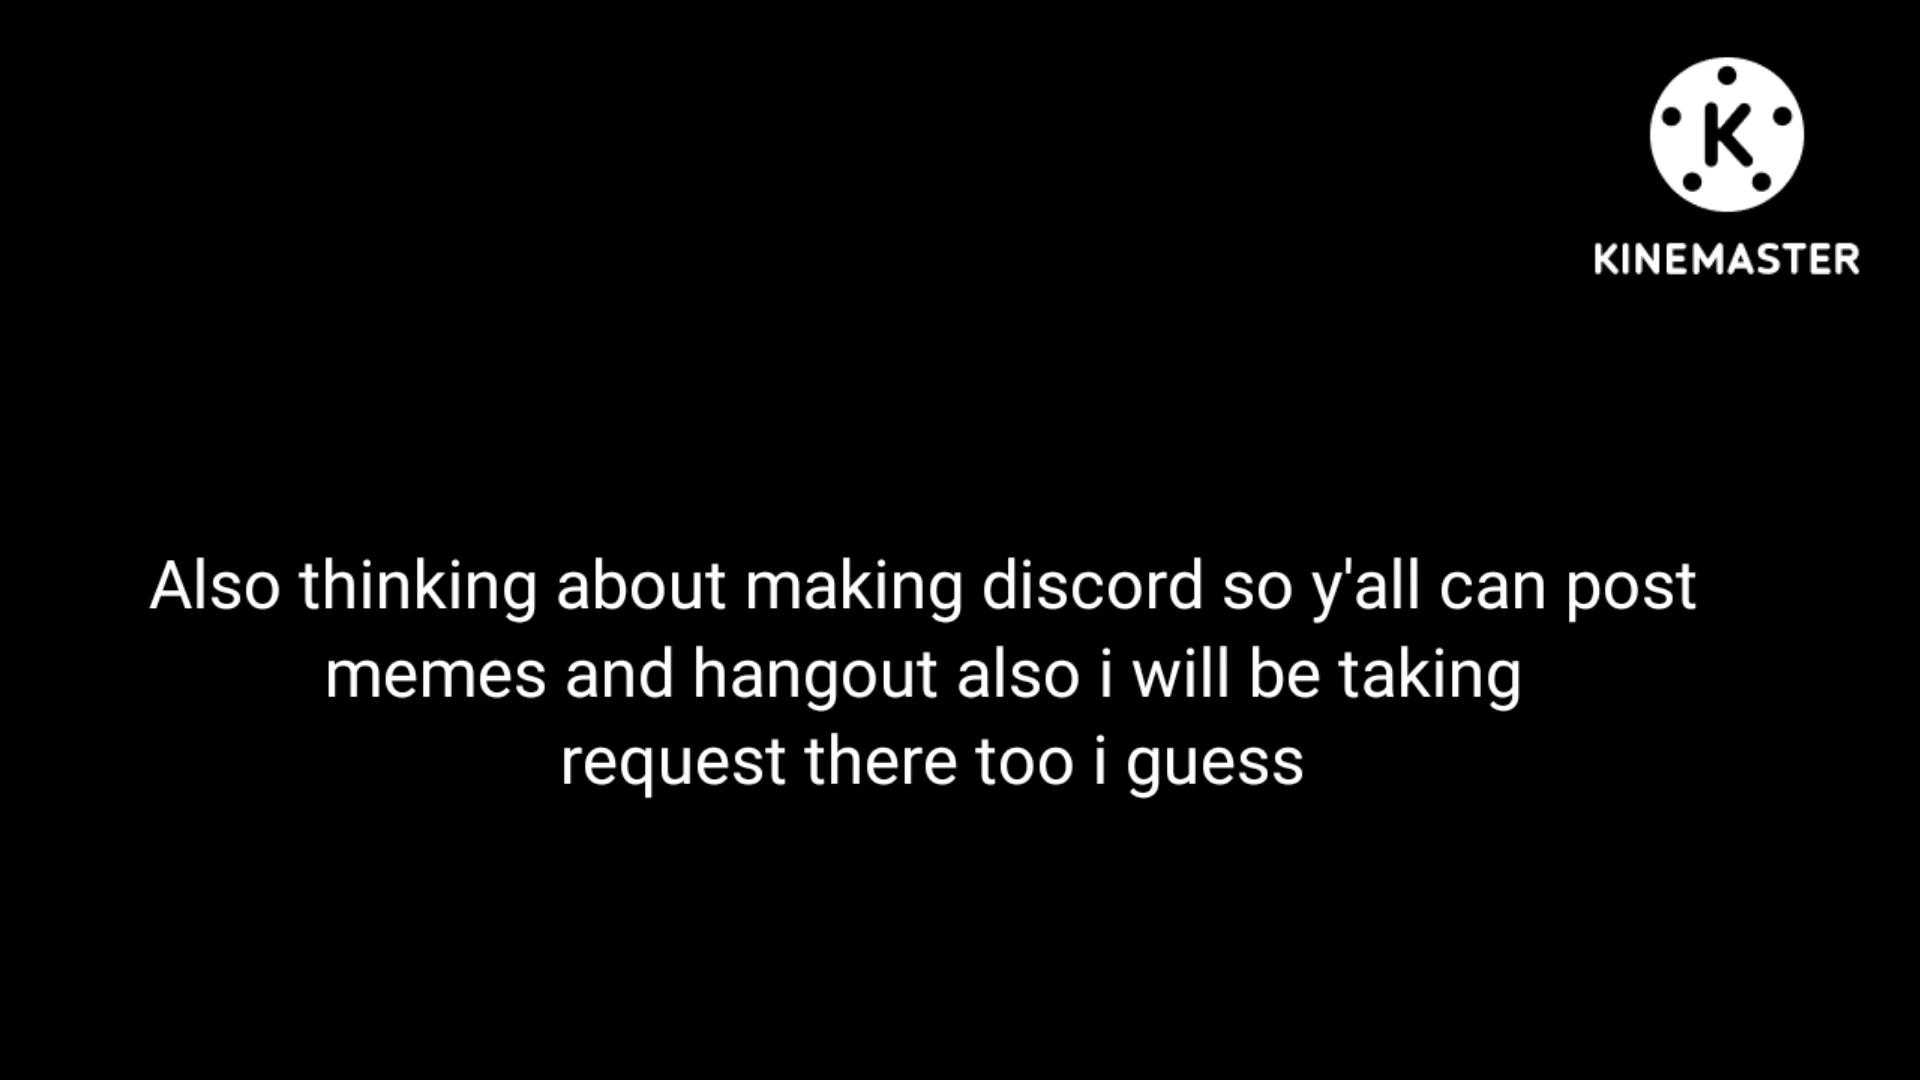 K
KINEMASTER
Also thinking about making discord so y'all can post
memes and hangout also i will be taking
request there too i guess